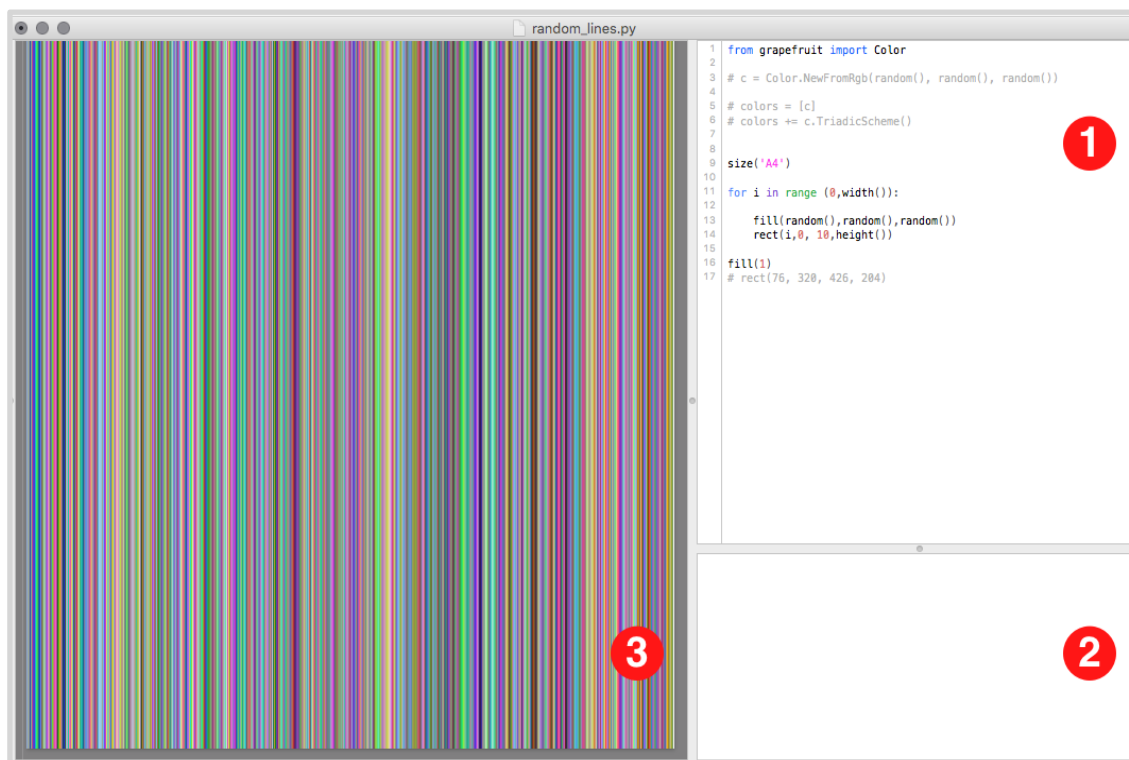 random_lines.py
1 from grapefruit import Color
2
3 # c = Color.NewFromRgb(random(), random(), random())
4
5 # colors = [c]
6 # colors += c.TriadicScheme()
7
8
9 size('A4')
10
11 for i in range (0,width()):
12
13     fill(random(),random(),random())
14     rect(i,0, 10,height())
15
16 fill(1)
17 # rect(76, 320, 426, 204)
1
2
3